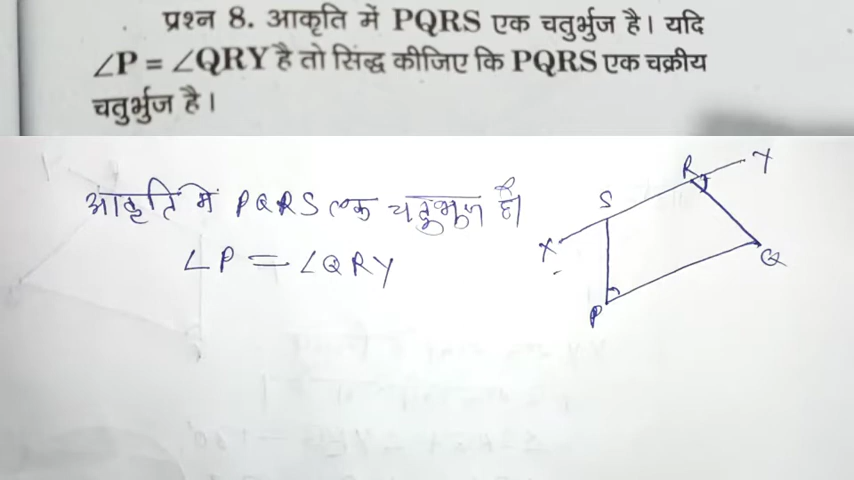 प्रश्न 8. आकृति में PQRS एक चतुर्भुज है। यदि
∠P = ∠QRY है तो सिंद्ध कीजिए कि PQRS एक चक्रीय
चतुर्भुज है।
आकृति में PQRS एक चतुर्भुज है।
∠P = ∠QRY
R Y
S
X
Q
P